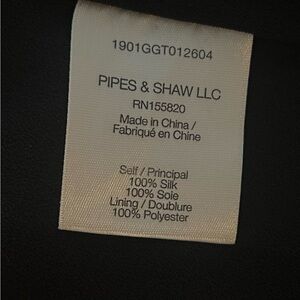 1901GGT012604
PIPES & SHAW LLC
RN155820
Made in China /
Fabriqué en Chine
Self / Principal
100% Silk
100% Soie
Lining / Doublure
100% Polyester